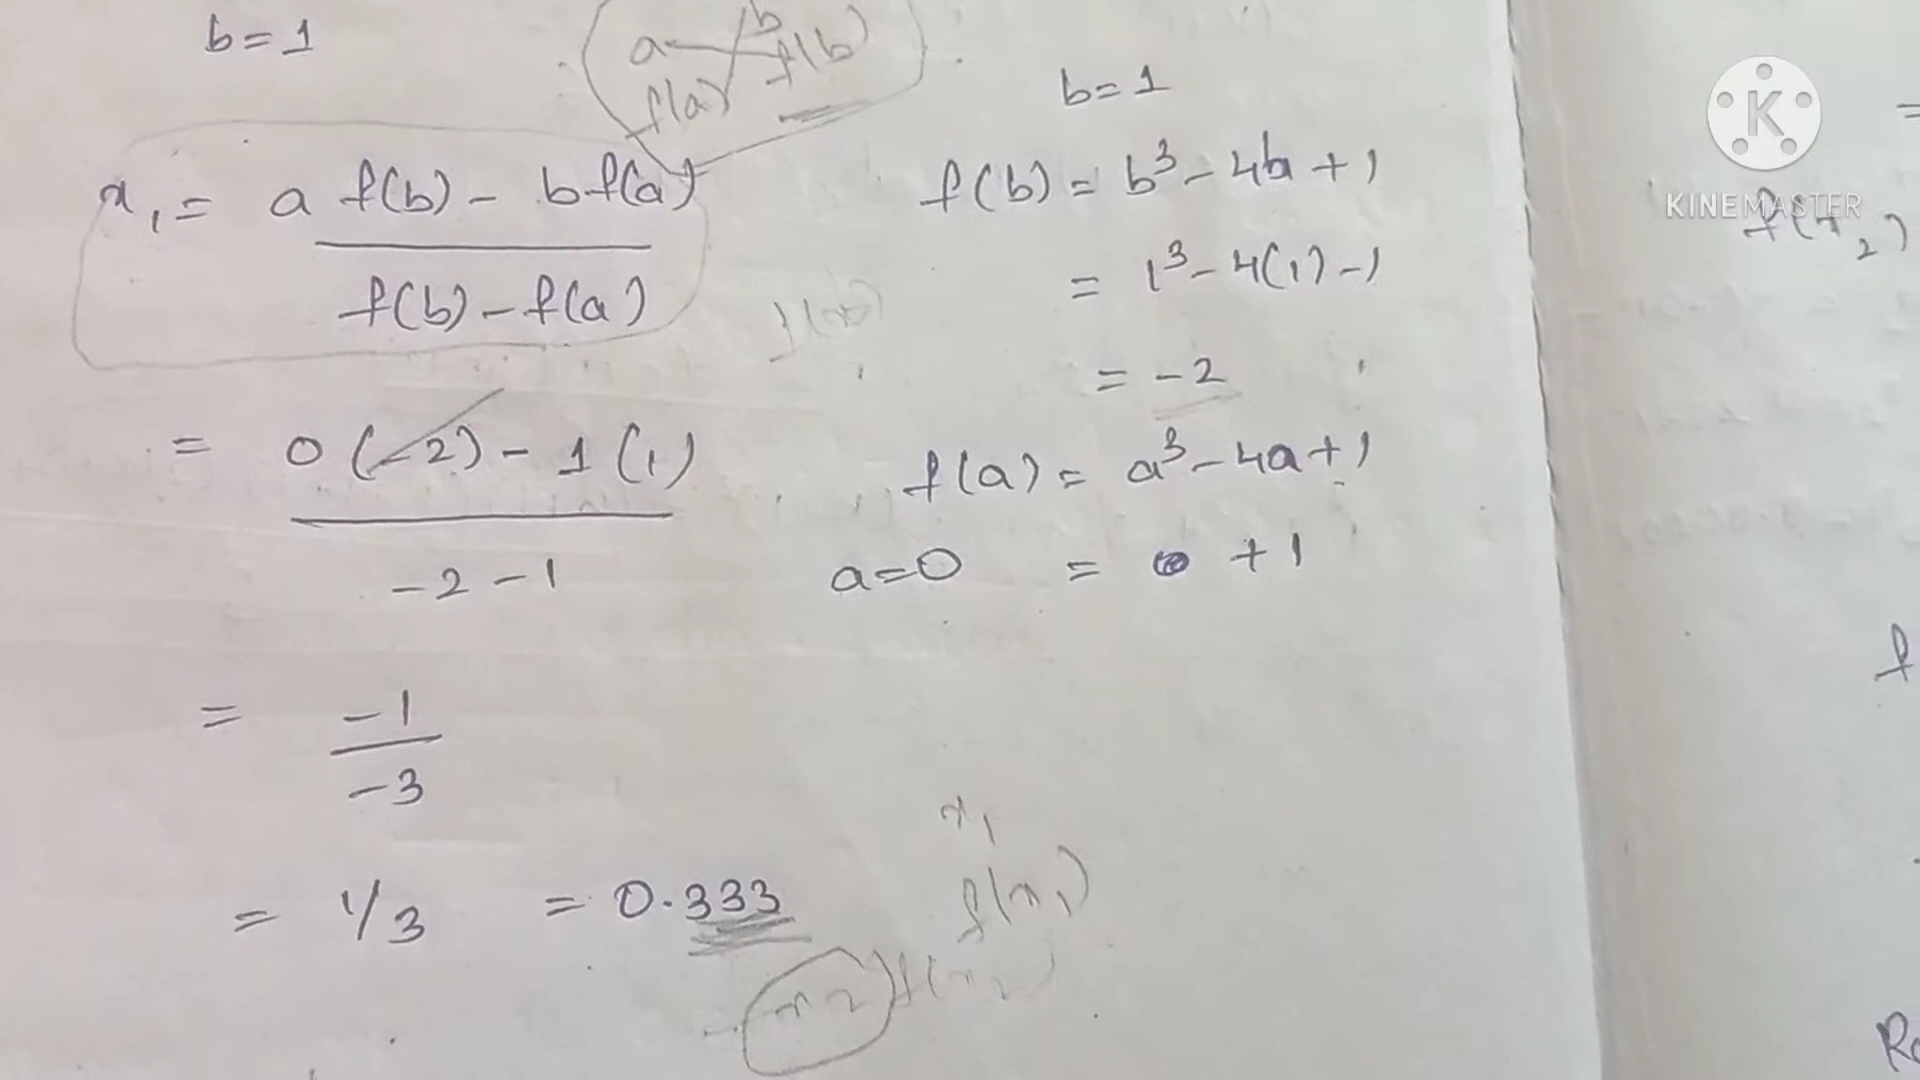 b = 1
a b
f(a) f(b)
x₁ = a f(b) - b f(a)
f(b) - f(a)
= 0 (-2) - 1 (1)
-2 - 1
= -1
-3
= 1/3 = 0.333
b = 1
f(b) = b³ - 4b + 1
= 1³ - 4(1) - 1
= -2
f(a) = a³ - 4a + 1
a = 0 = 0 + 1
x₁
f(x₁)
x2 f(x₂)
K
KINEMASTER
f(x₂)
=
f